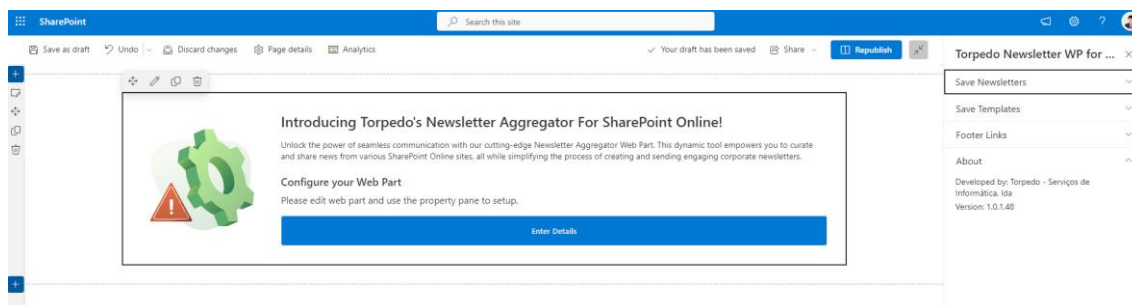 SharePoint
Search this site
?
Save as draft Undo Discard changes Page details Analytics
Your draft has been saved Share Republish
Torpedo Newsletter WP for ...
Save Newsletters
Save Templates
Footer Links
About
Developed by: Torpedo - Serviços de
Informática. lda
Version: 1.0.1.48
Introducing Torpedo's Newsletter Aggregator For SharePoint Online!
Unlock the power of seamless communication with our cutting-edge Newsletter Aggregator Web Part. This dynamic tool empowers you to curate
and share news from various SharePoint Online sites, all while simplifying the process of creating and sending engaging corporate newsletters.
Configure your Web Part
Please edit web part and use the property pane to setup.
Enter Details